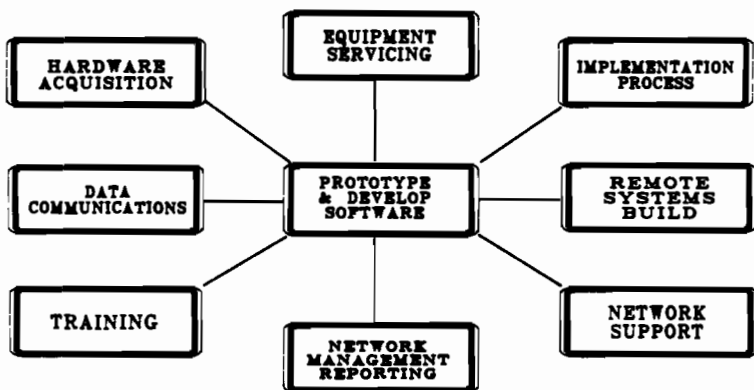 EQUIPMENT
SERVICING
HARDWARE
ACQUISITION
IMPLEMENTATION
PROCESS
DATA
COMMUNICATIONS
PROTOTYPE
& DEVELOP
SOFTWARE
REMOTE
SYSTEMS
BUILD
TRAINING
NETWORK
MANAGEMENT
REPORTING
NETWORK
SUPPORT